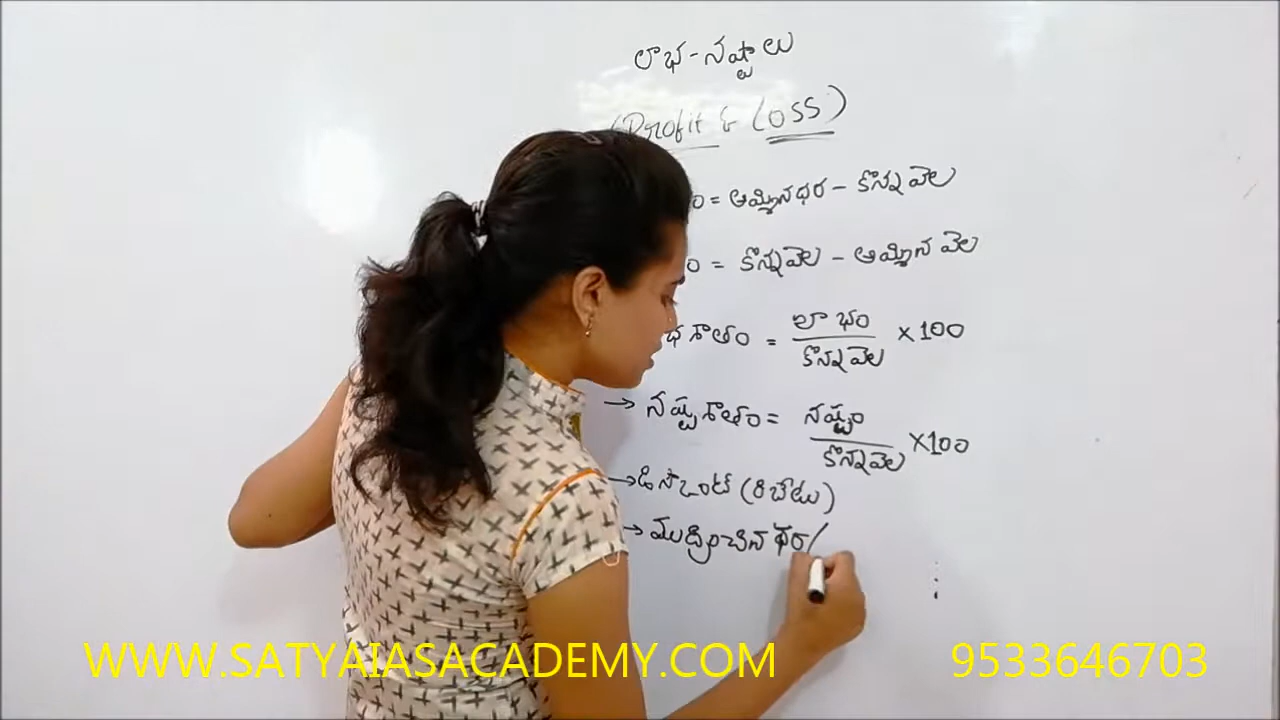 లాభ-నష్టాలు
(Profit & Loss)
= అమ్మినధర - కొన్నవెల
= కొన్నవెల - అమ్మిన వెల
శాతం = లాభం / కొన్నవెల ×100
→ నష్ట శాతం = నష్టం / కొన్నవెల ×100
→ డిస్కౌంట్ (రిబేటు)
→ ముద్రించిన ధర/
WWW.SATYAIASACADEMY.COM 9533646703